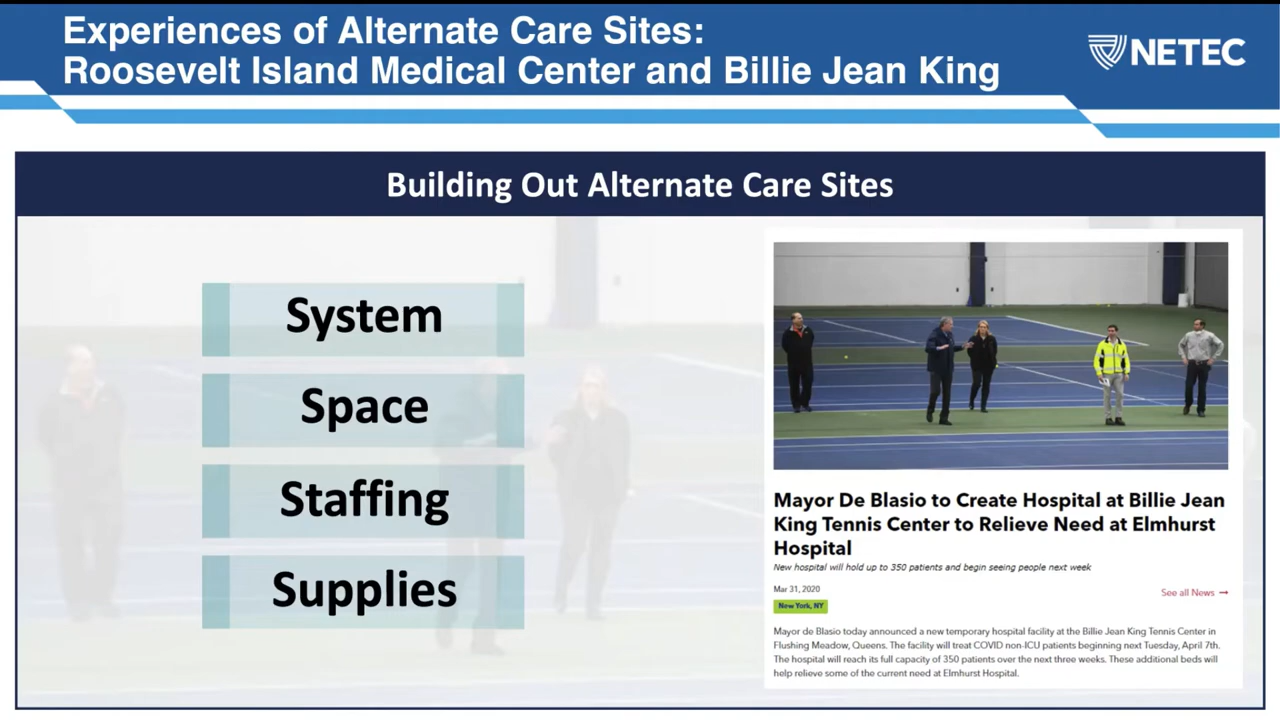 Experiences of Alternate Care Sites:
Roosevelt Island Medical Center and Billie Jean King
NETEC
Building Out Alternate Care Sites
System
Space
Staffing
Supplies
Mayor De Blasio to Create Hospital at Billie Jean
King Tennis Center to Relieve Need at Elmhurst
Hospital
New hospital will hold up to 350 patients and begin seeing people next week
Mar 31, 2020
See all News →
New York, NY
Mayor de Blasio today announced a new temporary hospital facility at the Billie Jean King Tennis Center in
Flushing Meadow, Queens. The facility will treat COVID non-ICU patients beginning next Tuesday, April 7th.
The hospital will reach its full capacity of 350 patients over the next three weeks. These additional beds will
help relieve some of the current need at Elmhurst Hospital.